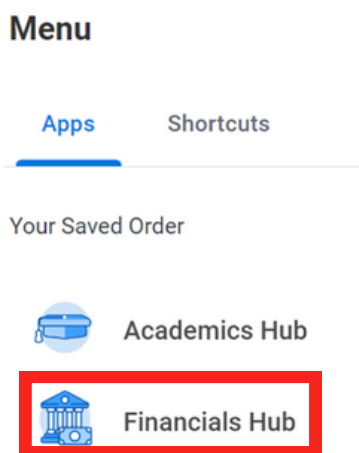 Menu
Apps Shortcuts
Your Saved Order
Academics Hub
Financials Hub